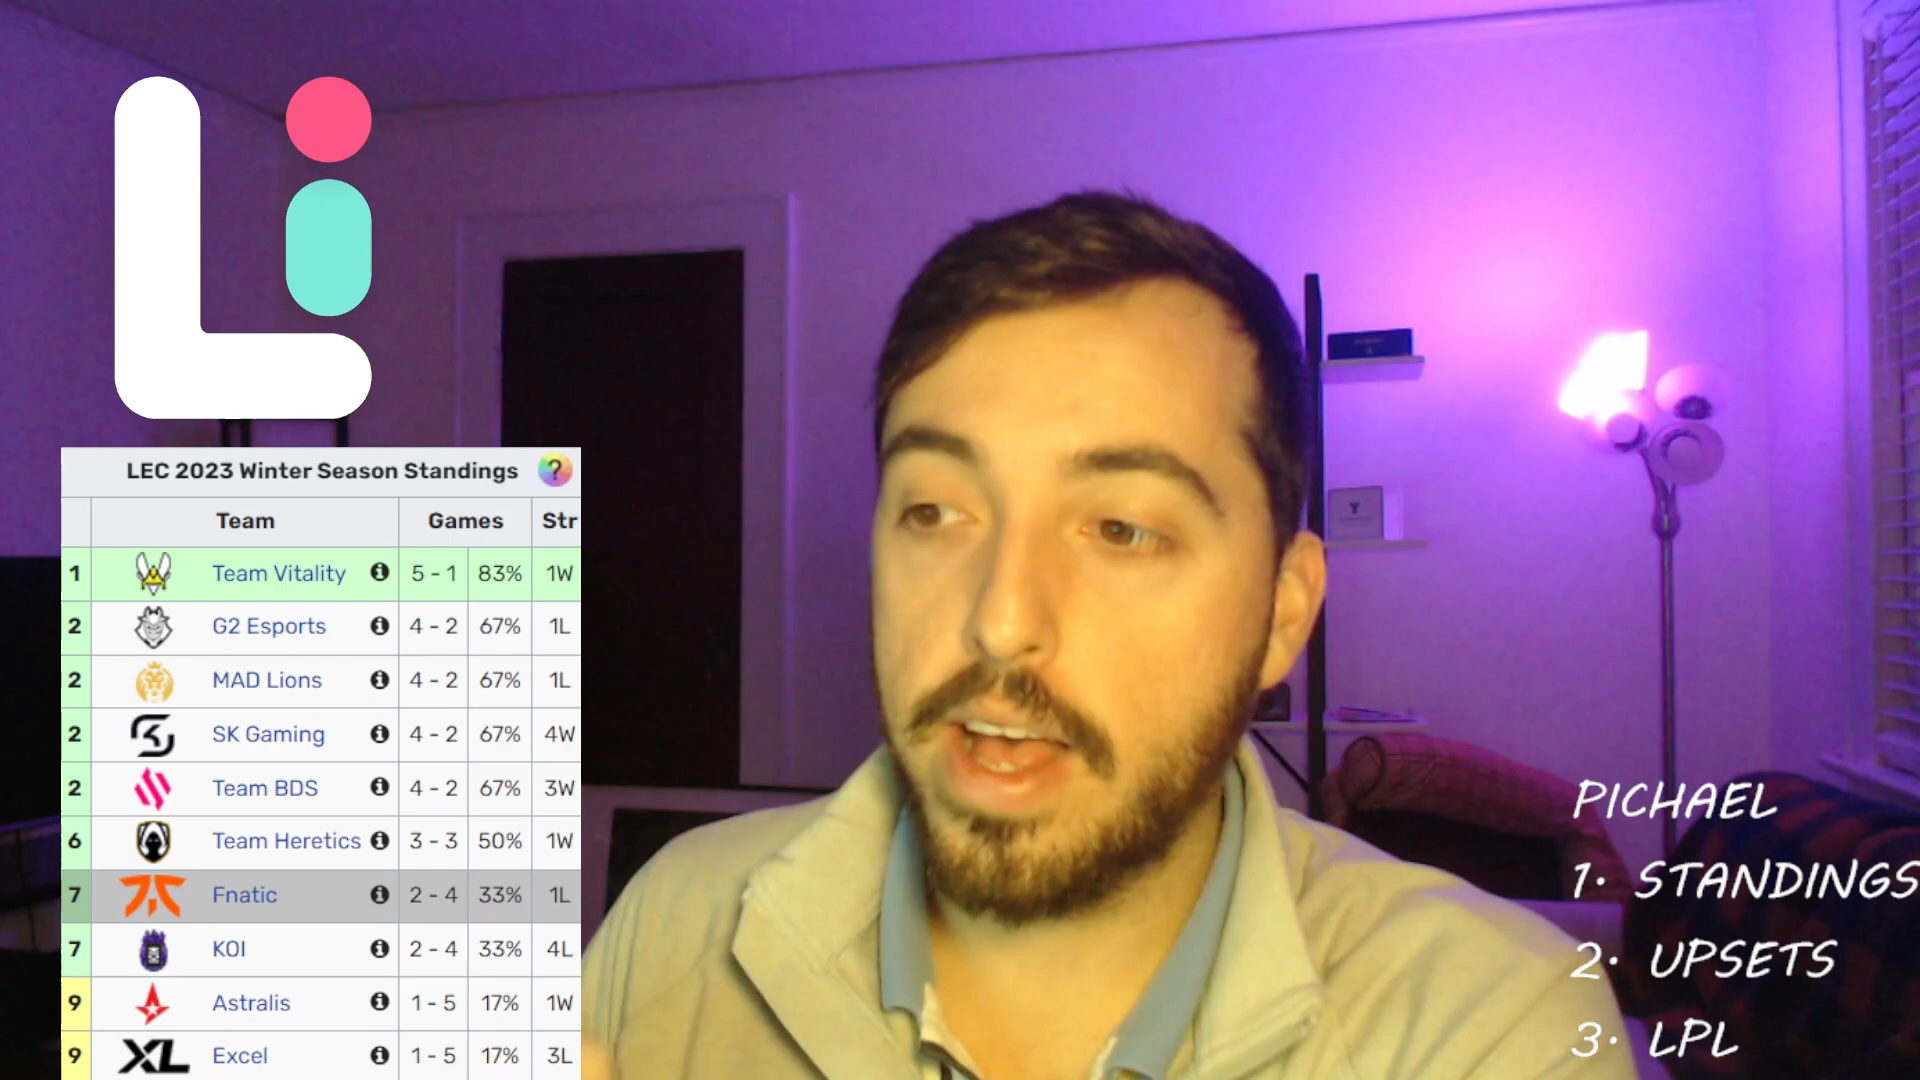 Li
LEC 2023 Winter Season Standings ?
Team Games Str
1 Team Vitality 5 - 1 83% 1W
2 G2 Esports 4 - 2 67% 1L
2 MAD Lions 4 - 2 67% 1L
2 SK Gaming 4 - 2 67% 4W
2 Team BDS 4 - 2 67% 3W
6 Team Heretics 3 - 3 50% 1W
7 Fnatic 2 - 4 33% 1L
7 KOI 2 - 4 33% 4L
9 Astralis 1 - 5 17% 1W
9 XL Excel 1 - 5 17% 3L
PICHAEL
1. STANDINGS
2. UPSETS
3. LPL